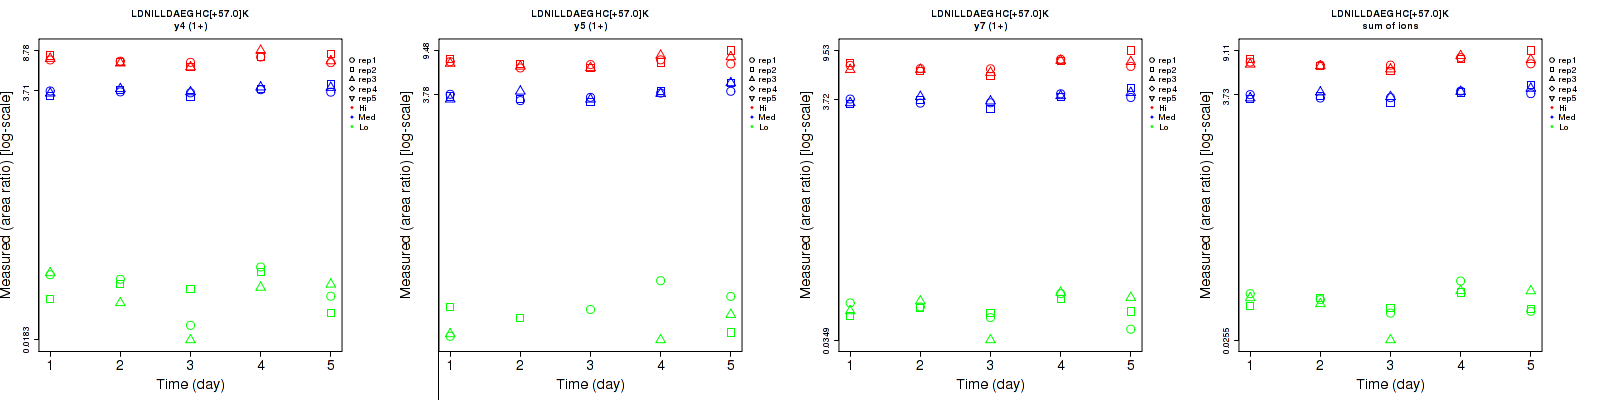 LDNILLDAEGHC[+57.0]K
y4 (1+)
Measured (area ratio) [log-scale]
8.78
3.71
0.0183
1 2 3 4 5
Time (day)
rep1
rep2
rep3
rep4
rep5
Hi
Med
Lo
LDNILLDAEGHC[+57.0]K
y5 (1+)
Measured (area ratio) [log-scale]
9.48
3.78
1 2 3 4 5
Time (day)
rep1
rep2
rep3
rep4
rep5
Hi
Med
Lo
LDNILLDAEGHC[+57.0]K
y7 (1+)
Measured (area ratio) [log-scale]
9.53
3.72
0.0349
1 2 3 4 5
Time (day)
rep1
rep2
rep3
rep4
rep5
Hi
Med
Lo
LDNILLDAEGHC[+57.0]K
sum of ions
Measured (area ratio) [log-scale]
9.11
3.73
0.0255
1 2 3 4 5
Time (day)
rep1
rep2
rep3
rep4
rep5
Hi
Med
Lo